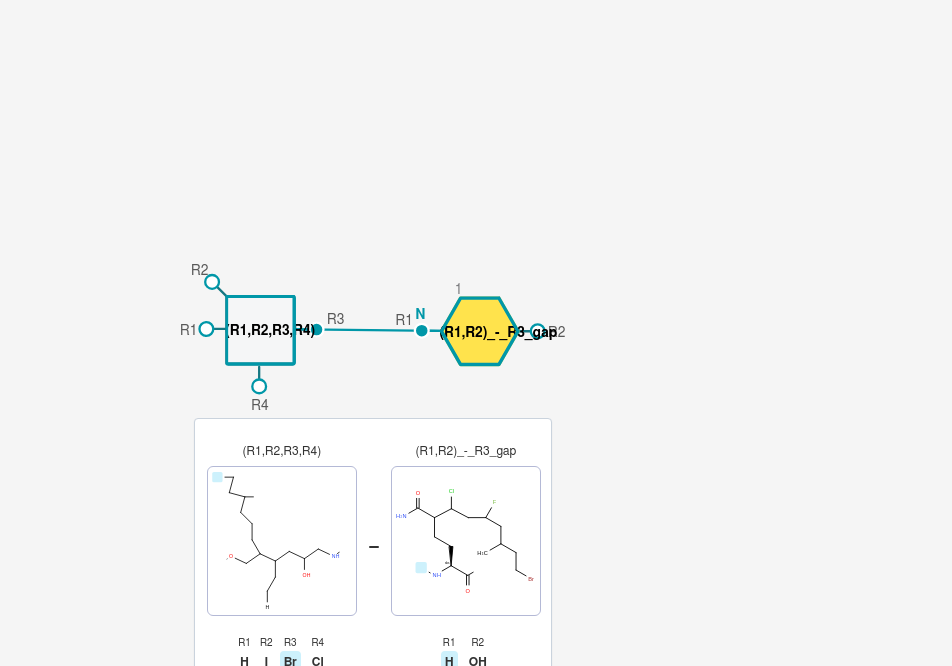 R2
1
N
R3
R1
R1
(R1,R2,R3,R4)
(R1,R2)_-_R3_gap
R2
R4
(R1,R2,R3,R4)
(R1,R2)_-_R3_gap
O
Cl
F
H₂N
O
NH
OH
H
H₃C
NH
O
Br
–
R1 R2 R3 R4
R1 R2
H I Br Cl
H OH